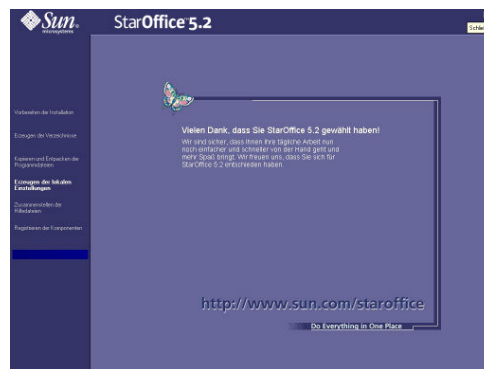 Sun
microsystems
StarOffice 5.2
Schlie
Vorbereiten der Installation
Erzeugen der Verzeichnisse
Kopieren und Entpacken der
Programmdateien
Erzeugen der lokalen
Einstellungen
Zusammenstellen der
Hilfedateien
Registrieren der Komponenten
Vielen Dank, dass Sie StarOffice 5.2 gewählt haben!
Wir sind sicher, dass Ihnen Ihre tägliche Arbeit nun
noch einfacher und schneller von der Hand geht und
mehr Spaß bringt. Wir freuen uns, dass Sie sich für
StarOffice 5.2 entschieden haben.
http://www.sun.com/staroffice
Do Everything in One Place